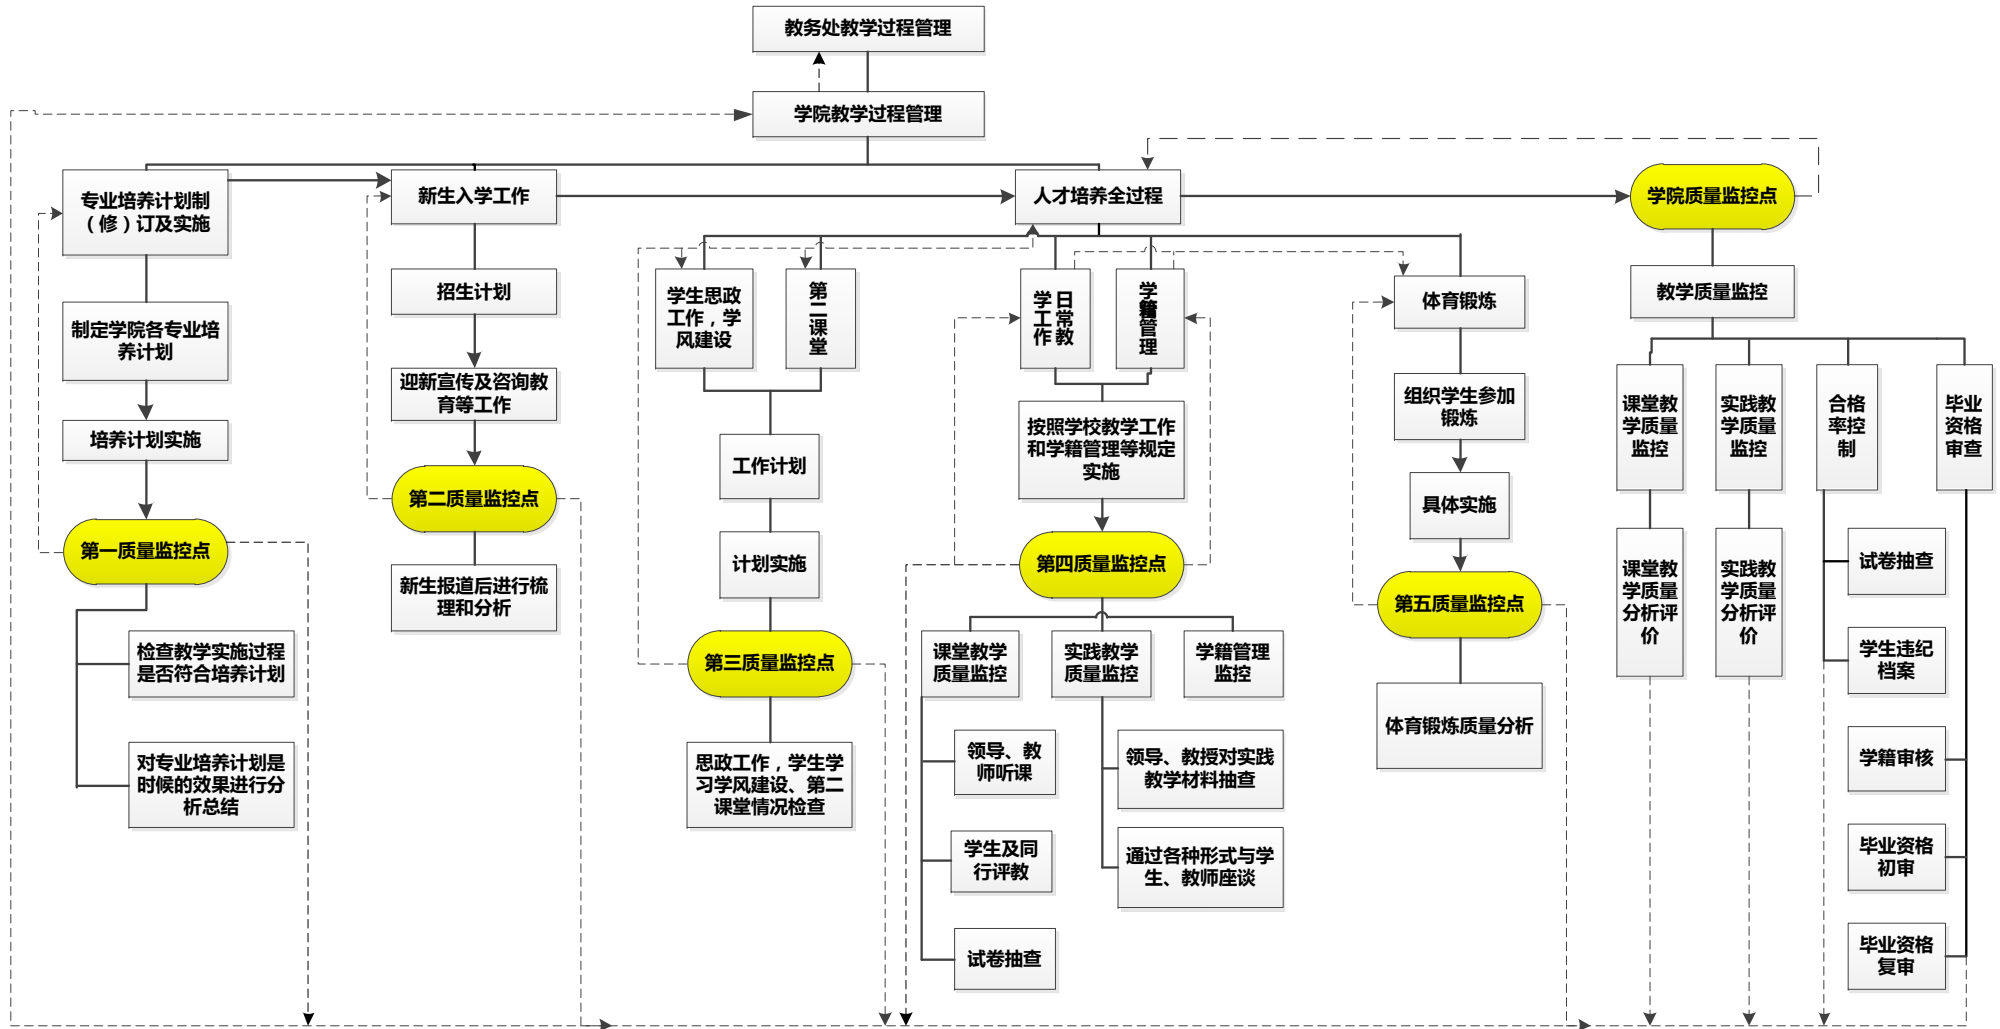 教务处教学过程管理
学院教学过程管理
专业培养计划制
（修）订及实施
新生入学工作
人才培养全过程
学院质量监控点
制定学院各专业培
养计划
培养计划实施
第一质量监控点
检查教学实施过程
是否符合培养计划
对专业培养计划是
时候的效果进行分
析总结
招生计划
迎新宣传及咨询教
育等工作
第二质量监控点
新生报道后进行梳
理和分析
学生思政
工作，学
风建设
第二课堂
工作计划
计划实施
第三质量监控点
思政工作，学生学
习学风建设、第二
课堂情况检查
日常教
学工作
学籍管理
按照学校教学工作
和学籍管理等规定
实施
第四质量监控点
课堂教学
质量监控
实践教学
质量监控
学籍管理
监控
领导、教
师听课
学生及同
行评教
试卷抽查
领导、教授对实践
教学材料抽查
通过各种形式与学
生、教师座谈
体育锻炼
组织学生参加
锻炼
具体实施
第五质量监控点
体育锻炼质量分析
教学质量监控
课堂教
学质量
监控
实践教
学质量
监控
合格
率控
制
毕业
资格
审查
课堂教
学质量
分析评
价
实践教
学质量
分析评
价
试卷抽查
学生违纪
档案
学籍审核
毕业资格
初审
毕业资格
复审